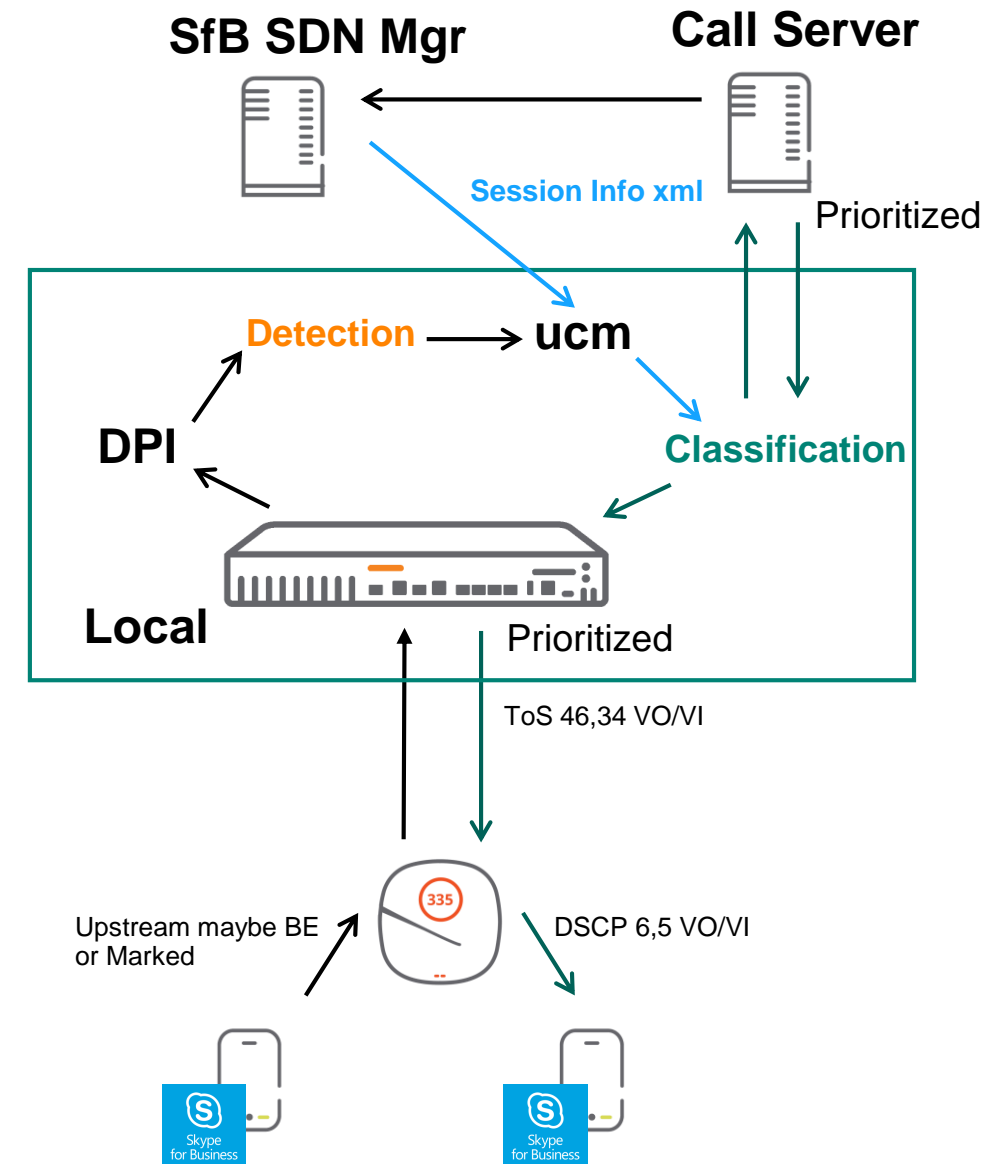 SfB SDN Mgr
Call Server
Session Info xml
Prioritized
Detection
ucm
DPI
Classification
Local
Prioritized
ToS 46,34 VO/VI
335
Upstream maybe BE
or Marked
DSCP 6,5 VO/VI
S
Skype
for Business
S
Skype
for Business